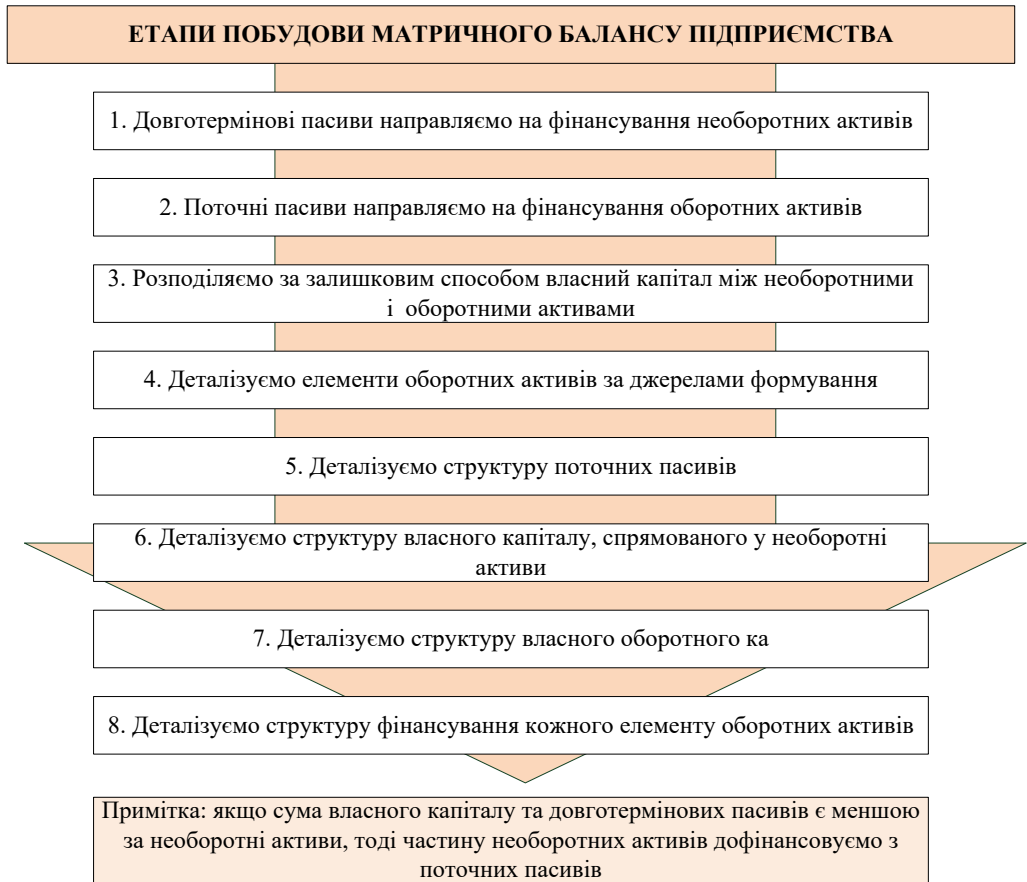 ЕТАПИ ПОБУДОВИ МАТРИЧНОГО БАЛАНСУ ПІДПРИЄМСТВА
1. Довготермінові пасиви направляємо на фінансування необоротних активів
2. Поточні пасиви направляємо на фінансування оборотних активів
3. Розподіляємо за залишковим способом власний капітал між необоротними
і оборотними активами
4. Деталізуємо елементи оборотних активів за джерелами формування
5. Деталізуємо структуру поточних пасивів
6. Деталізуємо структуру власного капіталу, спрямованого у необоротні
активи
7. Деталізуємо структуру власного оборотного ка
8. Деталізуємо структуру фінансування кожного елементу оборотних активів
Примітка: якщо сума власного капіталу та довготермінових пасивів є меншою
за необоротні активи, тоді частину необоротних активів дофінансовуємо з
поточних пасивів